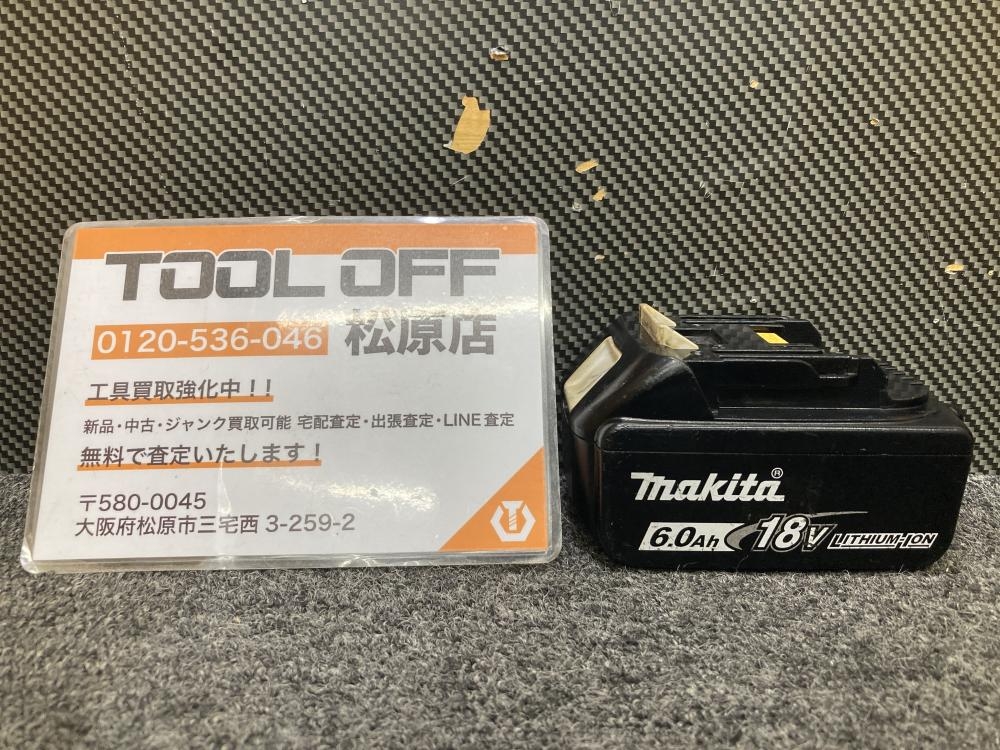 TOOL OFF
0120-536-046 松原店
工具買取強化中！！
新品・中古・ジャンク買取可能 宅配査定・出張査定・LINE査定
無料で査定いたします！
〒580-0045
大阪府松原市三宅西 3-259-2
makita®
6.0Ah 18V LITHIUM-ION